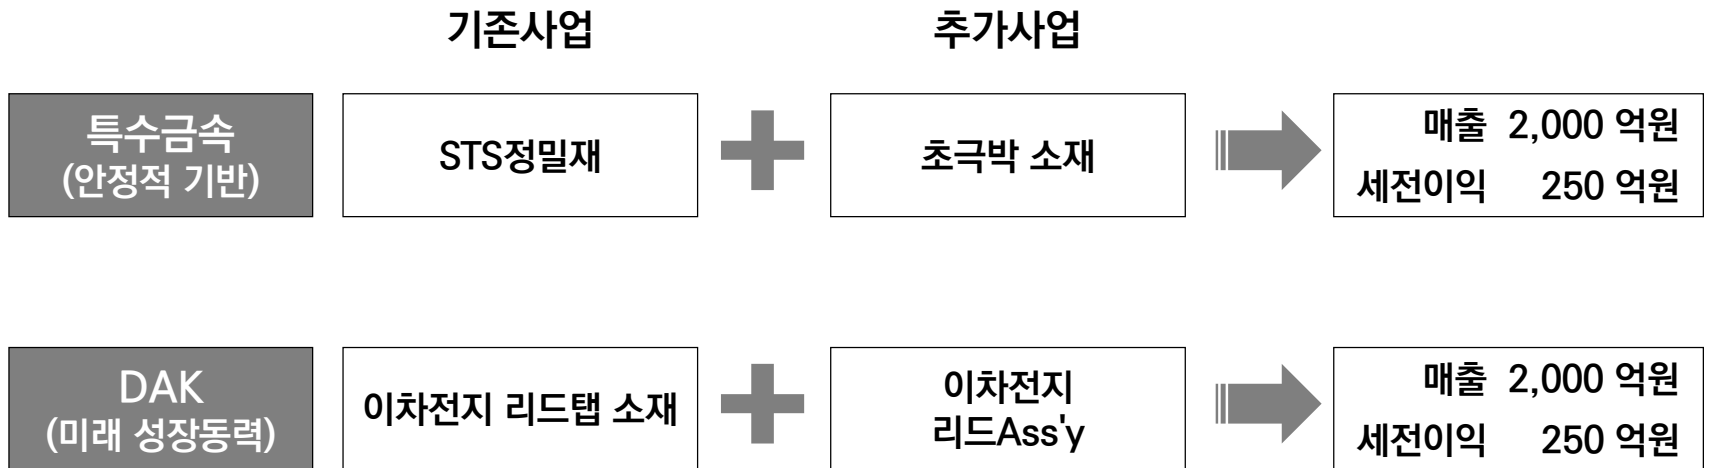 기존사업
추가사업
특수금속
(안정적 기반)
STS정밀재
초극박 소재
매출 2,000 억원
세전이익 250 억원
DAK
(미래 성장동력)
이차전지 리드탭 소재
이차전지
리드Ass'y
매출 2,000 억원
세전이익 250 억원